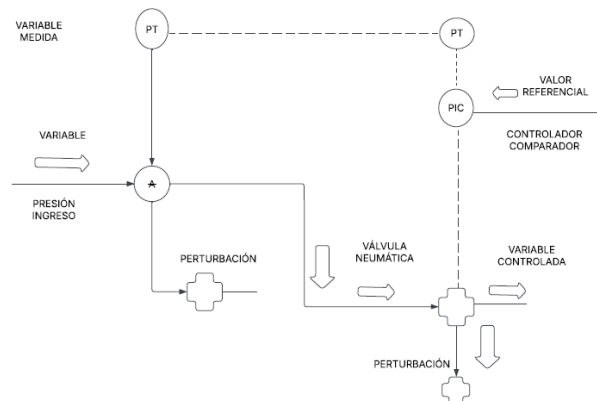 VARIABLE
MEDIDA
PT
PT
PIC
VALOR
REFERENCIAL
CONTROLADOR
COMPARADOR
VARIABLE
A
PRESIÓN
INGRESO
PERTURBACIÓN
VÁLVULA
NEUMÁTICA
VARIABLE
CONTROLADA
PERTURBACIÓN